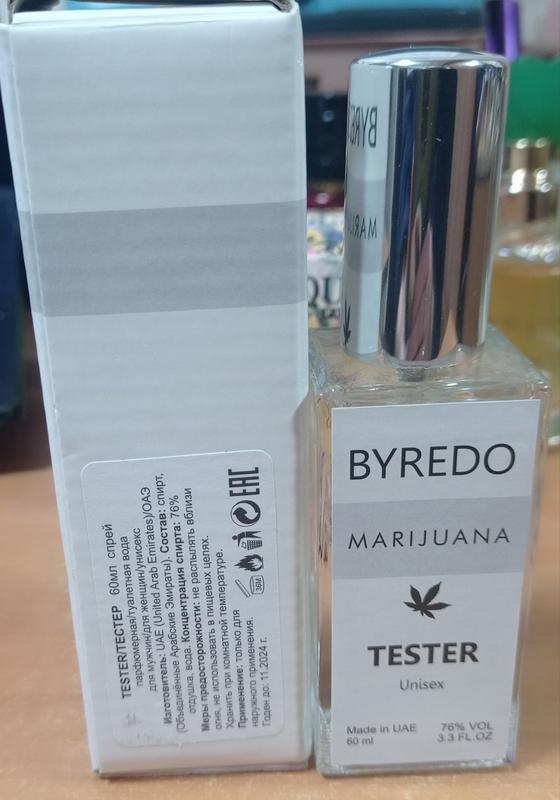 TESTER/ТЕСТЕР 60мл спрей
парфюмерная/туалетная вода
для мужчин/для женщин/унисекс
Изготовитель: UAE (United Arab Emirates)/ОАЭ
(Объединённые Арабские Эмираты). Состав: спирт,
отдушка, вода. Концентрация спирта: 76%
Меры предосторожности: не распылять вблизи
огня, не использовать в пищевых целях.
Хранить при комнатной температуре.
Применение: только для
наружного применения.
Годен до: 11.2024 г.
36M
EAC
BYREDO
MARIJUANA
TESTER
Unisex
Made in UAE 76% VOL
60 ml 3.3 FL.OZ